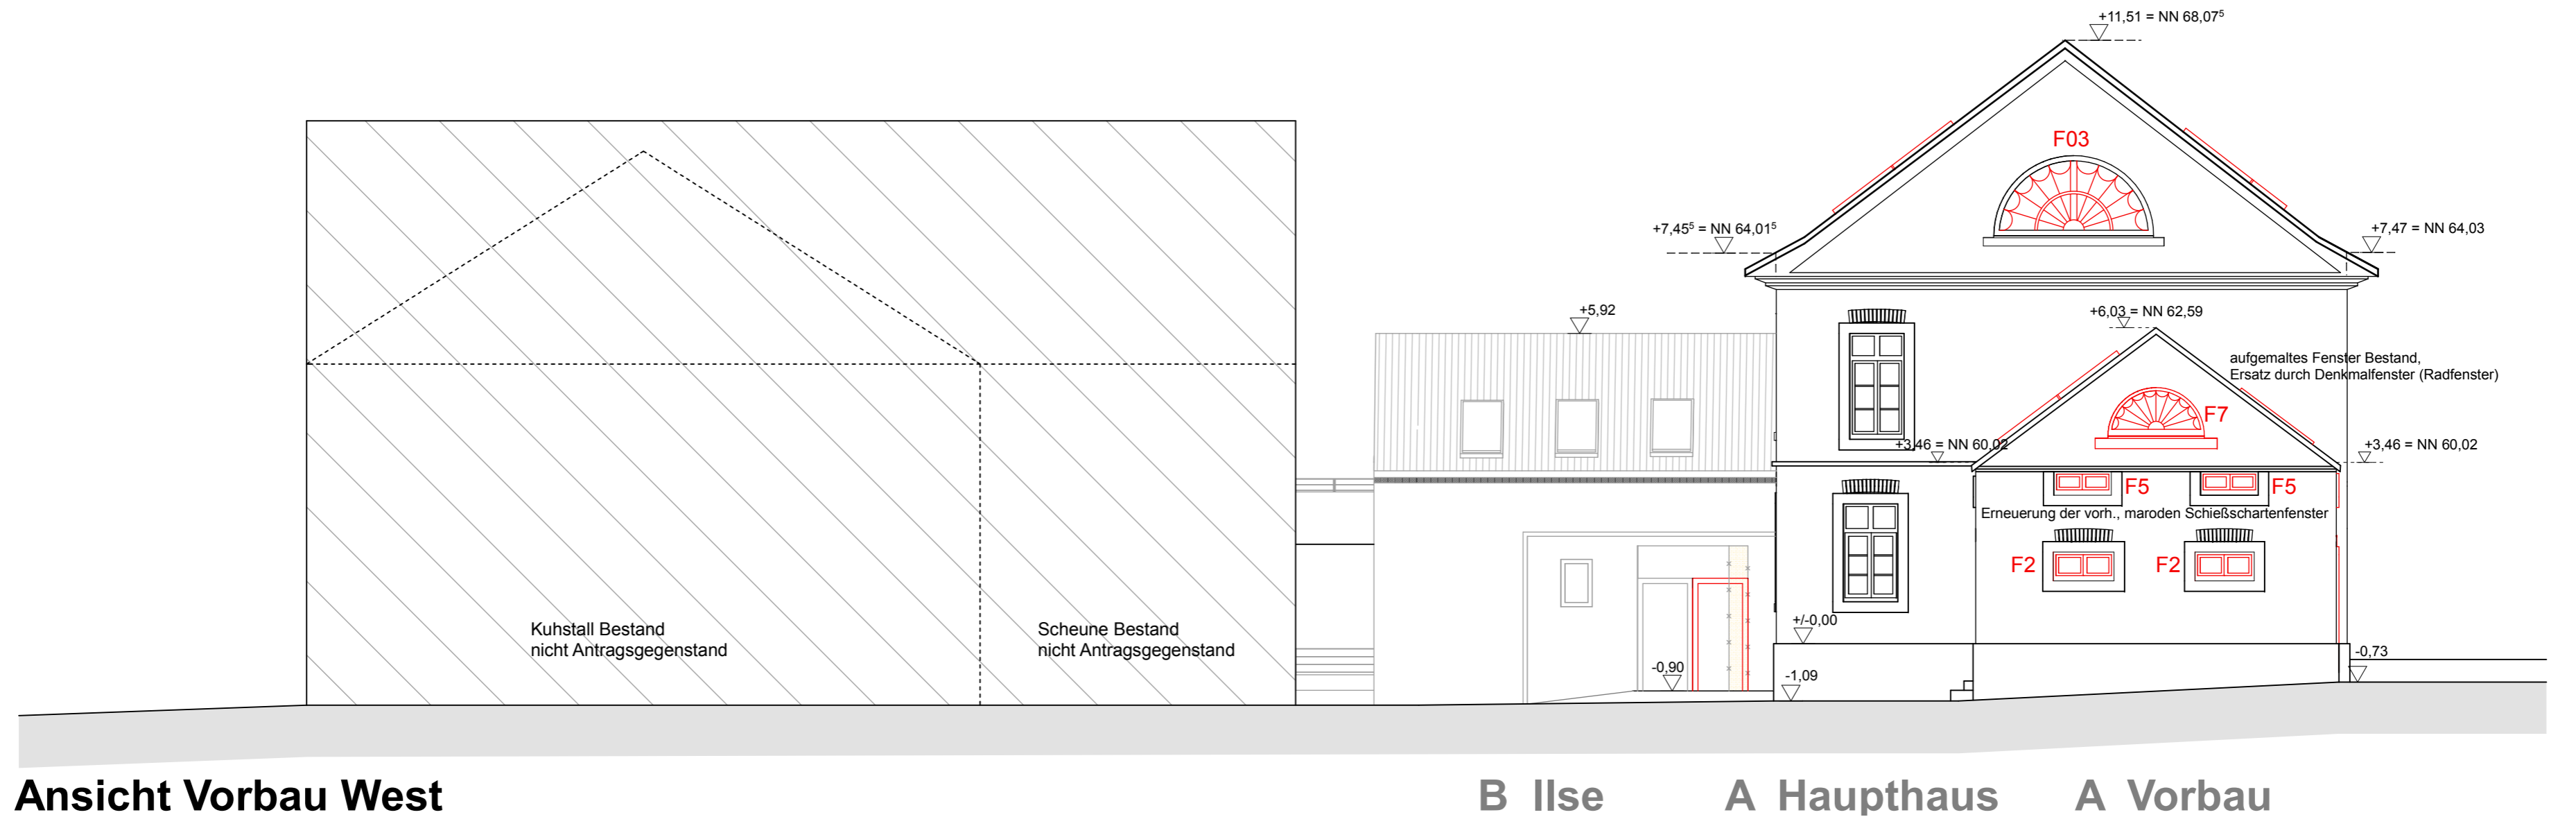 +11,51 = NN 68,07⁵
F03
+7,45⁵ = NN 64,01⁵
+7,47 = NN 64,03
+5,92
+6,03 = NN 62,59
aufgemaltes Fenster Bestand,
Ersatz durch Denkmalfenster (Radfenster)
F7
+3,46 = NN 60,02
+3,46 = NN 60,02
F5
F5
Erneuerung der vorh., maroden Schießschartenfenster
F2
F2
Kuhstall Bestand
nicht Antragsgegenstand
Scheune Bestand
nicht Antragsgegenstand
+/-0,00
-0,90
-1,09
-0,73
Ansicht Vorbau West
B Ilse
A Haupthaus
A Vorbau